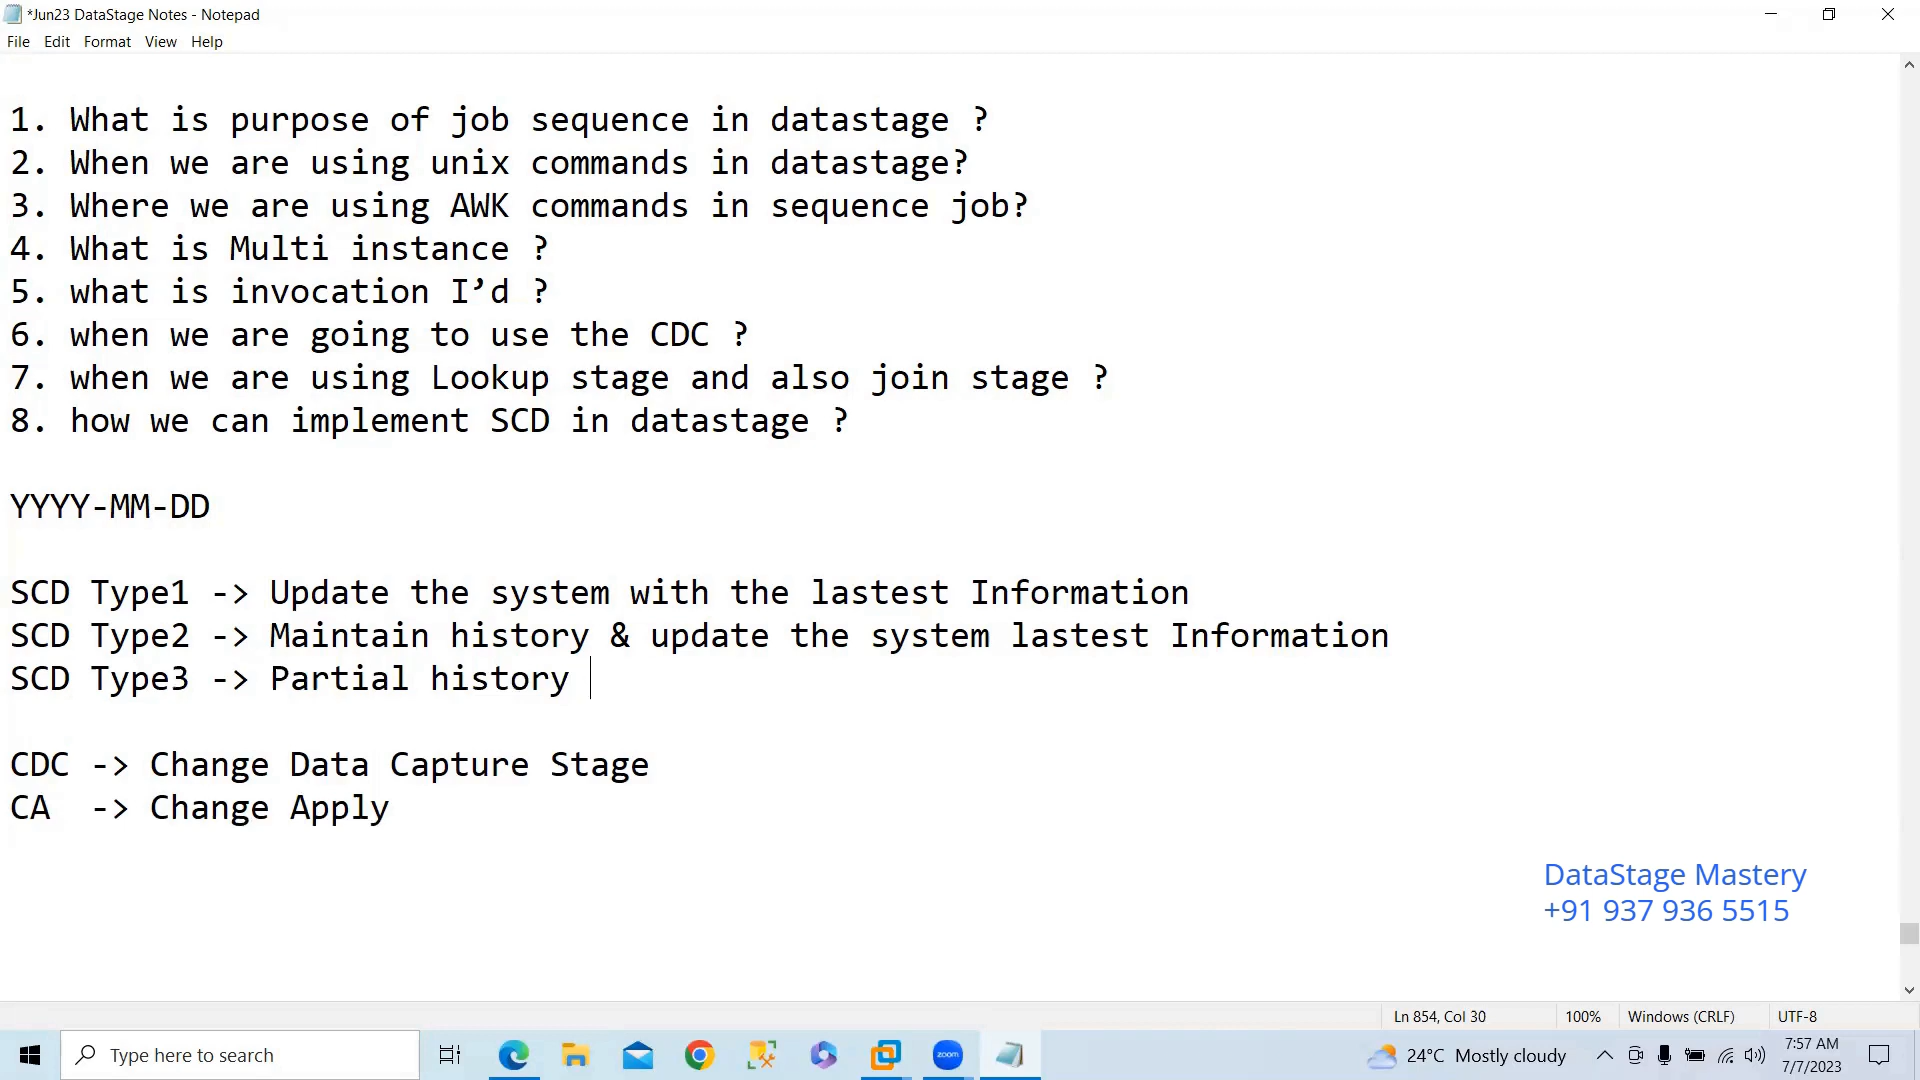 *Jun23 DataStage Notes - Notepad
File Edit Format View Help
1. What is purpose of job sequence in datastage ?
2. When we are using unix commands in datastage?
3. Where we are using AWK commands in sequence job?
4. What is Multi instance ?
5. what is invocation I’d ?
6. when we are going to use the CDC ?
7. when we are using Lookup stage and also join stage ?
8. how we can implement SCD in datastage ?
YYYY-MM-DD
SCD Type1 -> Update the system with the lastest Information
SCD Type2 -> Maintain history & update the system lastest Information
SCD Type3 -> Partial history
CDC -> Change Data Capture Stage
CA  -> Change Apply
DataStage Mastery
+91 937 936 5515
Ln 854, Col 30 100% Windows (CRLF) UTF-8
Type here to search
zoom
24°C Mostly cloudy
7:57 AM
7/7/2023